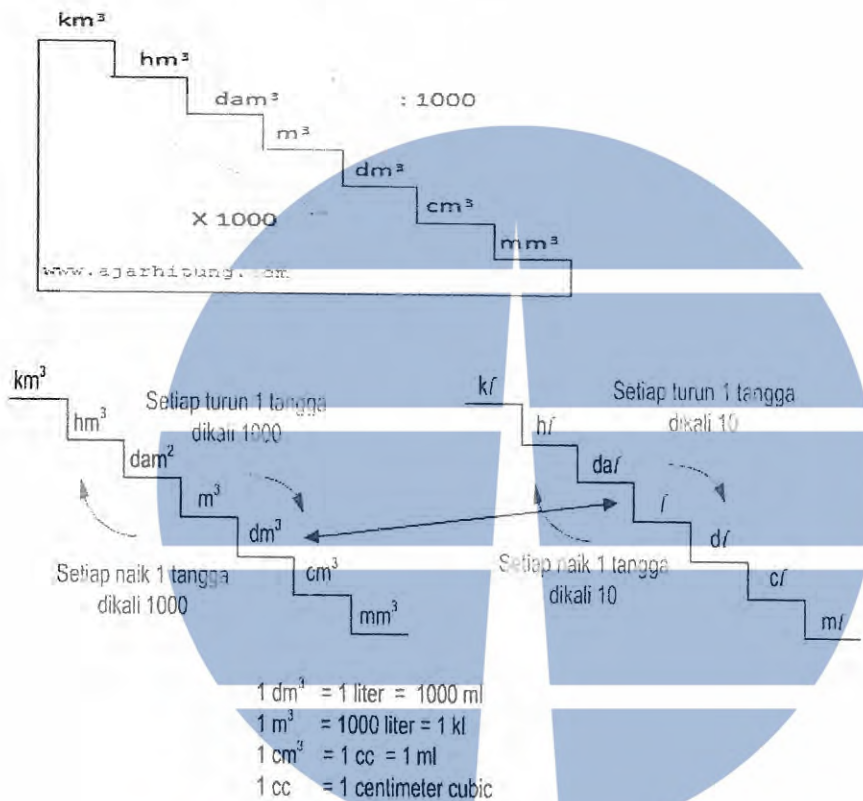 km³
hm³
dam³ : 1000
m³
dm³
X 1000 cm³
mm³
www.ajarhitung.com
km³
Setiap turun 1 tangga
dikali 1000
hm³
dam²
m³
dm³
cm³
mm³
Setiap naik 1 tangga
dikali 1000
kℓ
Setiap turun 1 tangga
dikali 10
hℓ
daℓ
ℓ
dℓ
cℓ
mℓ
Setiap naik 1 tangga
dikali 10
1 dm³ = 1 liter = 1000 ml
1 m³ = 1000 liter = 1 kl
1 cm³ = 1 cc = 1 ml
1 cc = 1 centimeter cubic